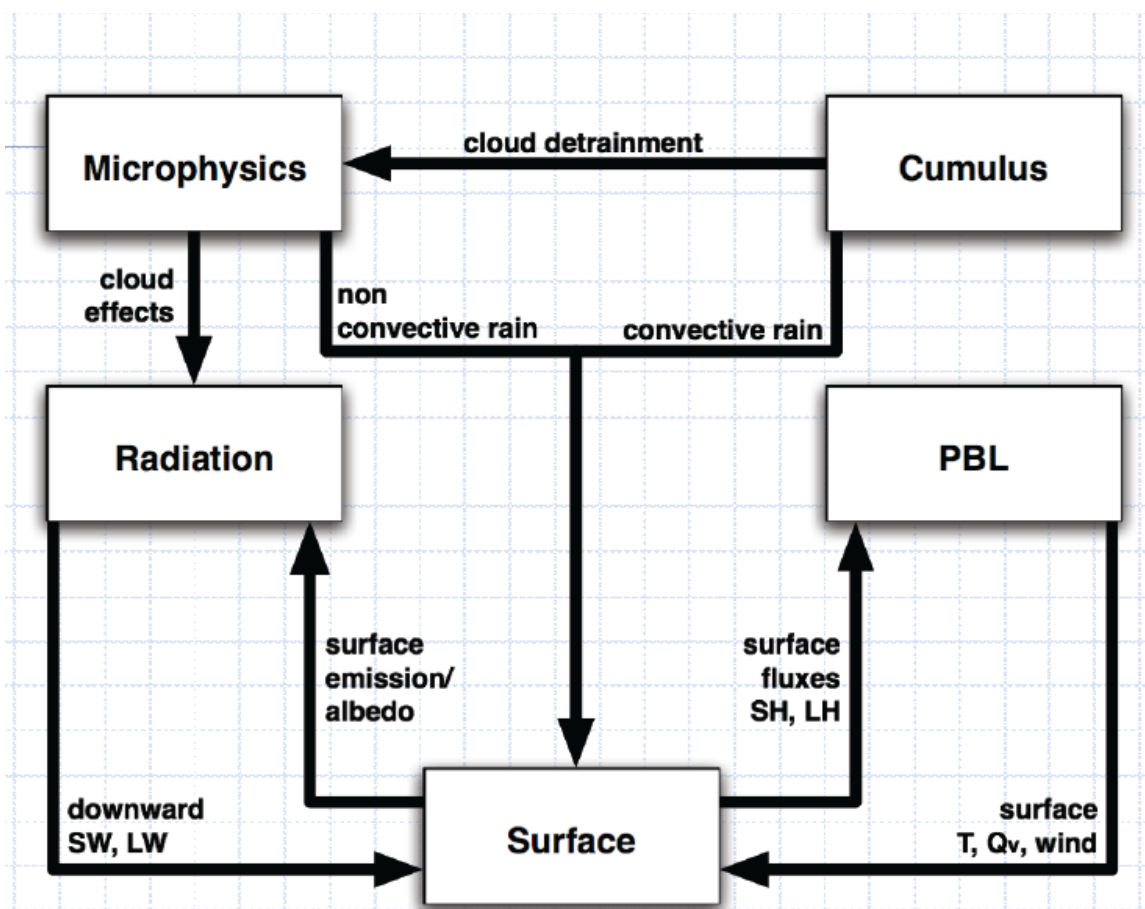 cloud detrainment
Microphysics
Cumulus
cloud
effects
non
convective rain
convective rain
Radiation
PBL
surface
emission/
albedo
surface
fluxes
SH, LH
downward
SW, LW
surface
T, Qv, wind
Surface